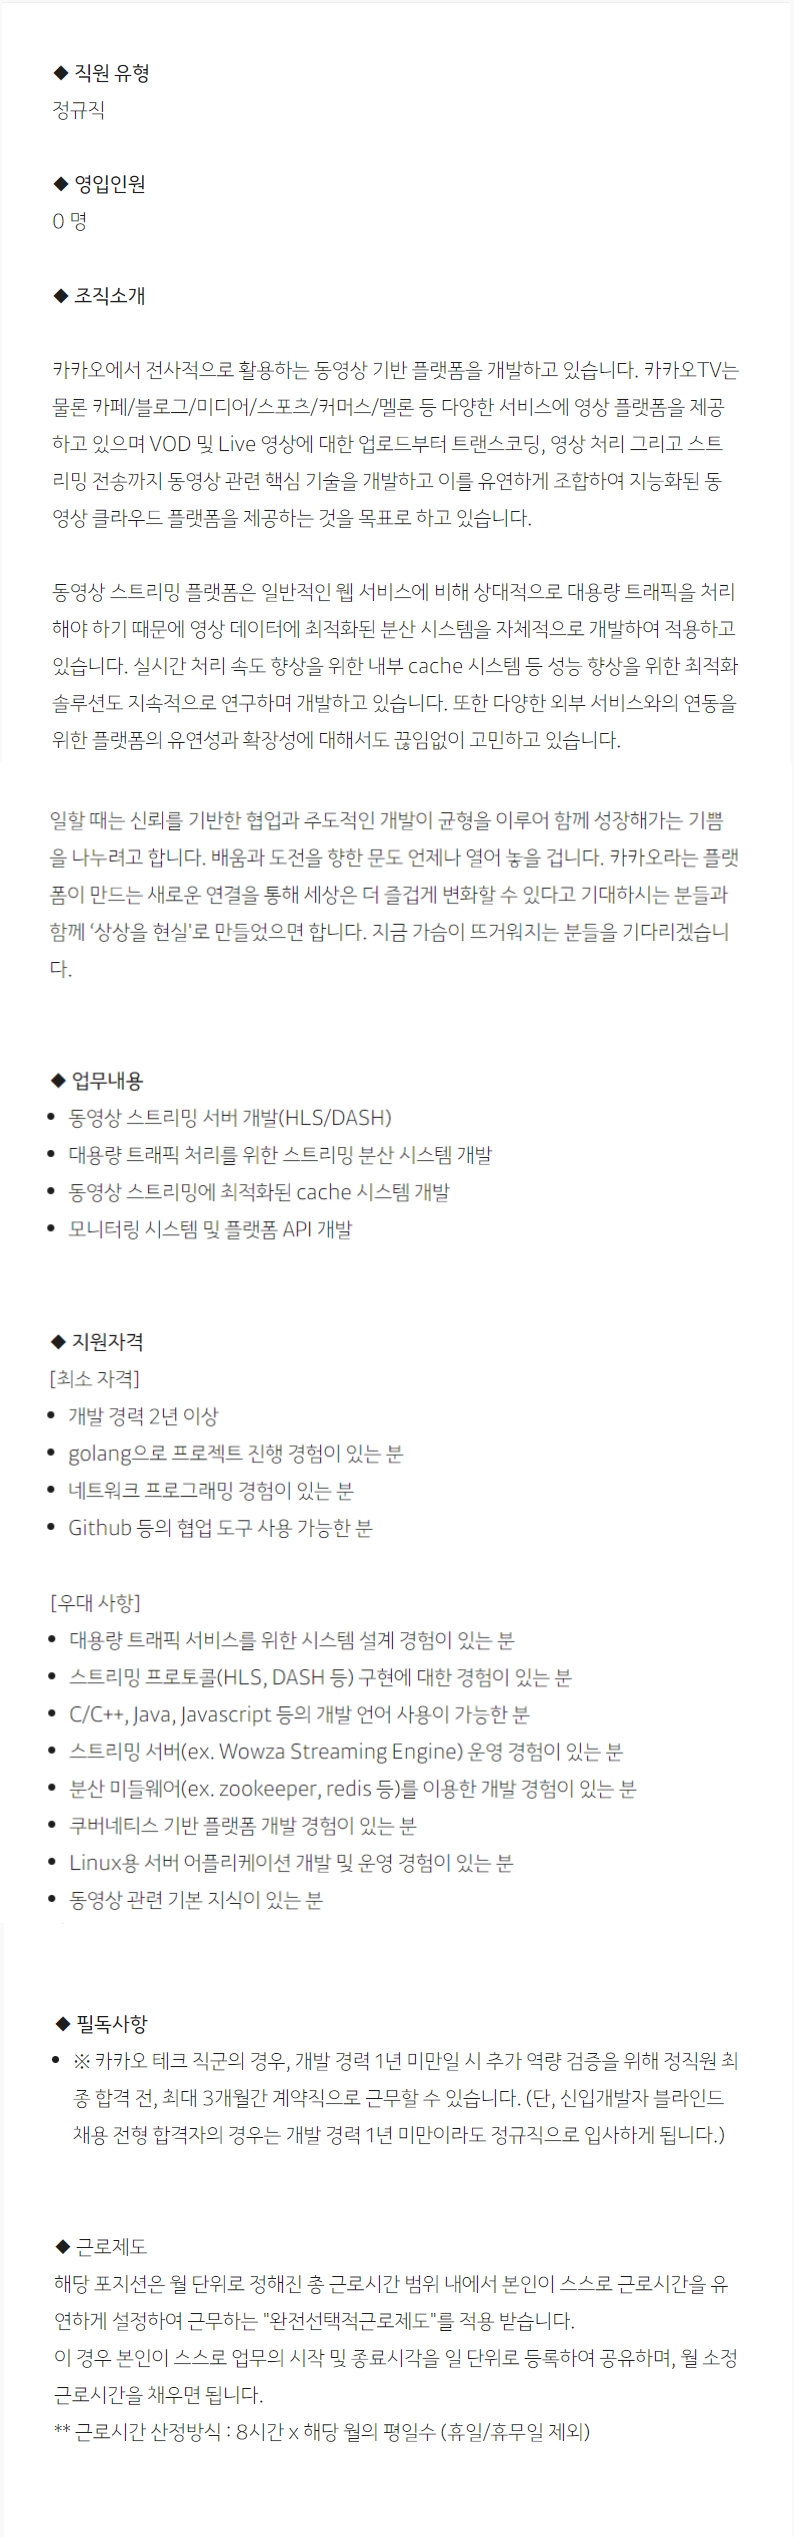 ◆ 직원 유형
정규직
◆ 영입인원
0 명
◆ 조직소개
카카오에서 전사적으로 활용하는 동영상 기반 플랫폼을 개발하고 있습니다. 카카오TV는
물론 카페/블로그/미디어/스포츠/커머스/멜론 등 다양한 서비스에 영상 플랫폼을 제공
하고 있으며 VOD 및 Live 영상에 대한 업로드부터 트랜스코딩, 영상 처리 그리고 스트
리밍 전송까지 동영상 관련 핵심 기술을 개발하고 이를 유연하게 조합하여 지능화된 동
영상 클라우드 플랫폼을 제공하는 것을 목표로 하고 있습니다.
동영상 스트리밍 플랫폼은 일반적인 웹 서비스에 비해 상대적으로 대용량 트래픽을 처리
해야 하기 때문에 영상 데이터에 최적화된 분산 시스템을 자체적으로 개발하여 적용하고
있습니다. 실시간 처리 속도 향상을 위한 내부 cache 시스템 등 성능 향상을 위한 최적화
솔루션도 지속적으로 연구하며 개발하고 있습니다. 또한 다양한 외부 서비스와의 연동을
위한 플랫폼의 유연성과 확장성에 대해서도 끊임없이 고민하고 있습니다.
일할 때는 신뢰를 기반한 협업과 주도적인 개발이 균형을 이루어 함께 성장해가는 기쁨
을 나누려고 합니다. 배움과 도전을 향한 문도 언제나 열어 놓을 겁니다. 카카오라는 플랫
폼이 만드는 새로운 연결을 통해 세상은 더 즐겁게 변화할 수 있다고 기대하시는 분들과
함께 ‘상상을 현실'로 만들었으면 합니다. 지금 가슴이 뜨거워지는 분들을 기다리겠습니
다.
◆ 업무내용
• 동영상 스트리밍 서버 개발(HLS/DASH)
• 대용량 트래픽 처리를 위한 스트리밍 분산 시스템 개발
• 동영상 스트리밍에 최적화된 cache 시스템 개발
• 모니터링 시스템 및 플랫폼 API 개발
◆ 지원자격
[최소 자격]
• 개발 경력 2년 이상
• golang으로 프로젝트 진행 경험이 있는 분
• 네트워크 프로그래밍 경험이 있는 분
• Github 등의 협업 도구 사용 가능한 분
[우대 사항]
• 대용량 트래픽 서비스를 위한 시스템 설계 경험이 있는 분
• 스트리밍 프로토콜(HLS, DASH 등) 구현에 대한 경험이 있는 분
• C/C++, Java, Javascript 등의 개발 언어 사용이 가능한 분
• 스트리밍 서버(ex. Wowza Streaming Engine) 운영 경험이 있는 분
• 분산 미들웨어(ex. zookeeper, redis 등)를 이용한 개발 경험이 있는 분
• 쿠버네티스 기반 플랫폼 개발 경험이 있는 분
• Linux용 서버 어플리케이션 개발 및 운영 경험이 있는 분
• 동영상 관련 기본 지식이 있는 분
◆ 필독사항
• ※ 카카오 테크 직군의 경우, 개발 경력 1년 미만일 시 추가 역량 검증을 위해 정직원 최
종 합격 전, 최대 3개월간 계약직으로 근무할 수 있습니다. (단, 신입개발자 블라인드
채용 전형 합격자의 경우는 개발 경력 1년 미만이라도 정규직으로 입사하게 됩니다.)
◆ 근로제도
해당 포지션은 월 단위로 정해진 총 근로시간 범위 내에서 본인이 스스로 근로시간을 유
연하게 설정하여 근무하는 "완전선택적근로제도"를 적용 받습니다.
이 경우 본인이 스스로 업무의 시작 및 종료시각을 일 단위로 등록하여 공유하며, 월 소정
근로시간을 채우면 됩니다.
** 근로시간 산정방식 : 8시간 x 해당 월의 평일수 (휴일/휴무일 제외)